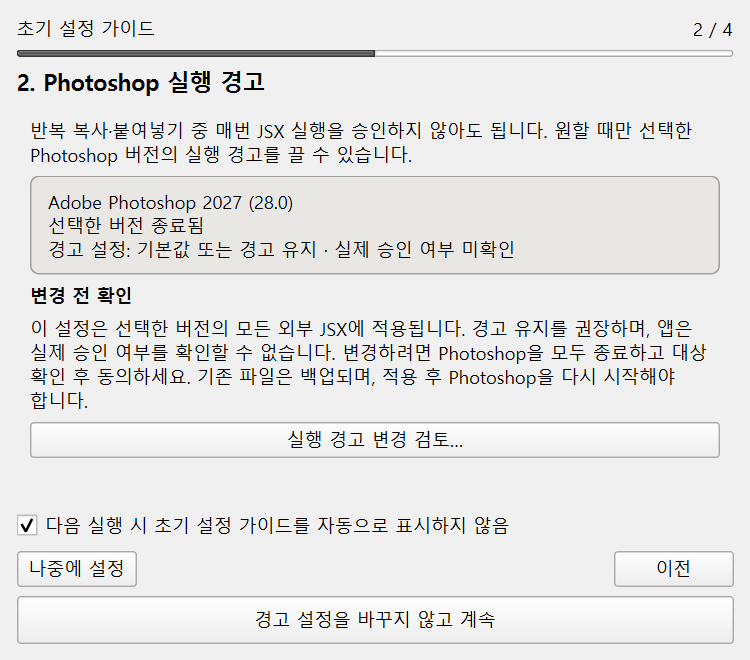 초기 설정 가이드
2 / 4
2. Photoshop 실행 경고
반복 복사·붙여넣기 중 매번 JSX 실행을 승인하지 않아도 됩니다. 원할 때만 선택한
Photoshop 버전의 실행 경고를 끌 수 있습니다.
Adobe Photoshop 2027 (28.0)
선택한 버전 종료됨
경고 설정: 기본값 또는 경고 유지 · 실제 승인 여부 미확인
변경 전 확인
이 설정은 선택한 버전의 모든 외부 JSX에 적용됩니다. 경고 유지를 권장하며, 앱은
실제 승인 여부를 확인할 수 없습니다. 변경하려면 Photoshop을 모두 종료하고 대상
확인 후 동의하세요. 기존 파일은 백업되며, 적용 후 Photoshop을 다시 시작해야
합니다.
실행 경고 변경 검토...
다음 실행 시 초기 설정 가이드를 자동으로 표시하지 않음
나중에 설정
이전
경고 설정을 바꾸지 않고 계속